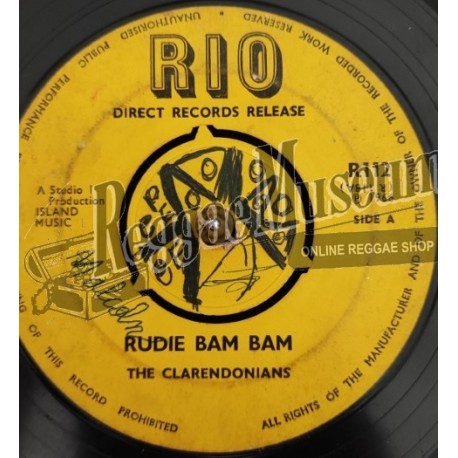 RIO
DIRECT RECORDS RELEASE
A Studio
Production
ISLAND
MUSIC
R112
SIDE A
ReggaeMuseum
ONLINE REGGAE SHOP
RUDIE BAM BAM
THE CLARENDONIANS
UNAUTHORISED PUBLIC PERFORMANCE
OF THIS RECORD PROHIBITED
ALL RIGHTS OF THE MANUFACTURER AND OF THE OWNER OF THE RECORDED WORK RESERVED